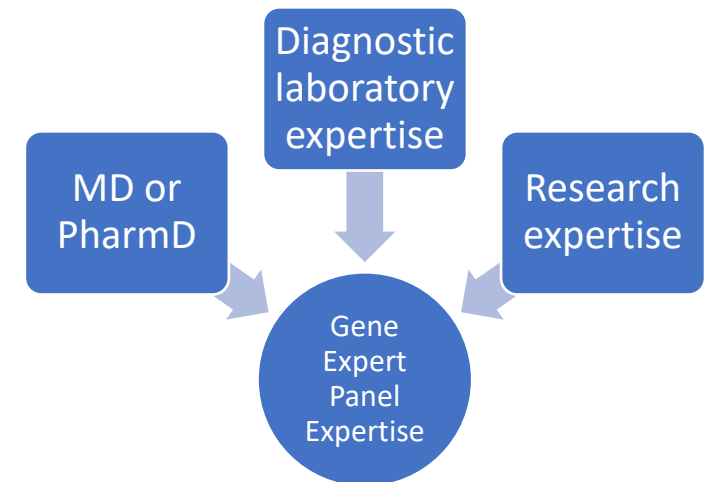 Diagnostic
laboratory
expertise
MD or
PharmD
Research
expertise
Gene
Expert
Panel
Expertise